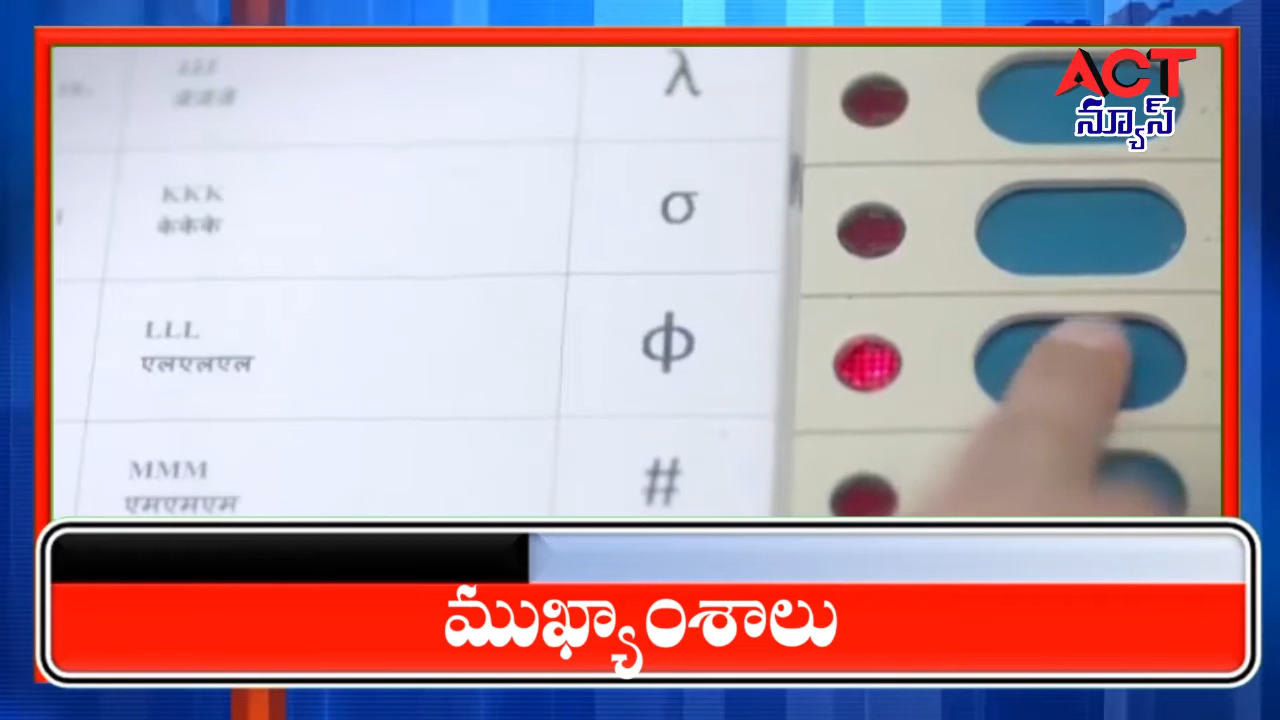 ACT
న్యూస్
λ
KKK
केकेके
σ
LLL
एलएलएल
ϕ
MMM
एमएमएम
#
ముఖ్యాంశాలు